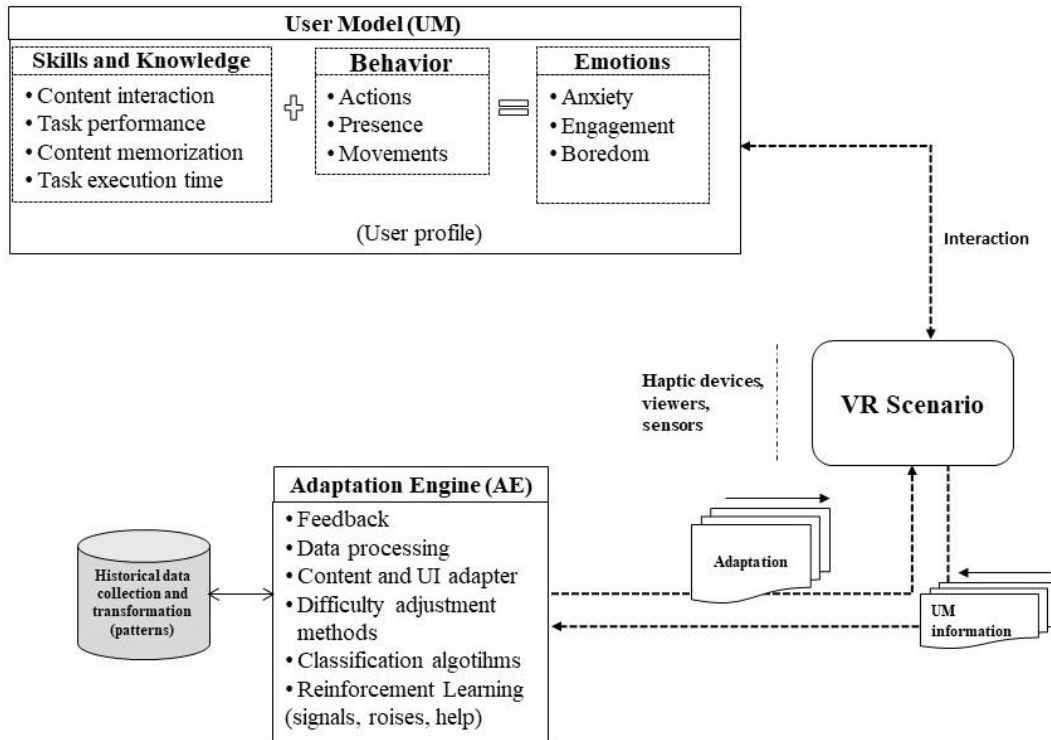 User Model (UM)
Skills and Knowledge
• Content interaction
• Task performance
• Content memorization
• Task execution time
Behavior
• Actions
• Presence
• Movements
Emotions
• Anxiety
• Engagement
• Boredom
(User profile)
Interaction
Haptic devices,
viewers,
sensors
VR Scenario
Adaptation Engine (AE)
• Feedback
• Data processing
• Content and UI adapter
• Difficulty adjustment
methods
• Classification algotihms
• Reinforcement Learning
(signals, roises, help)
Historical data
collection and
transformation
(patterns)
Adaptation
UM
information